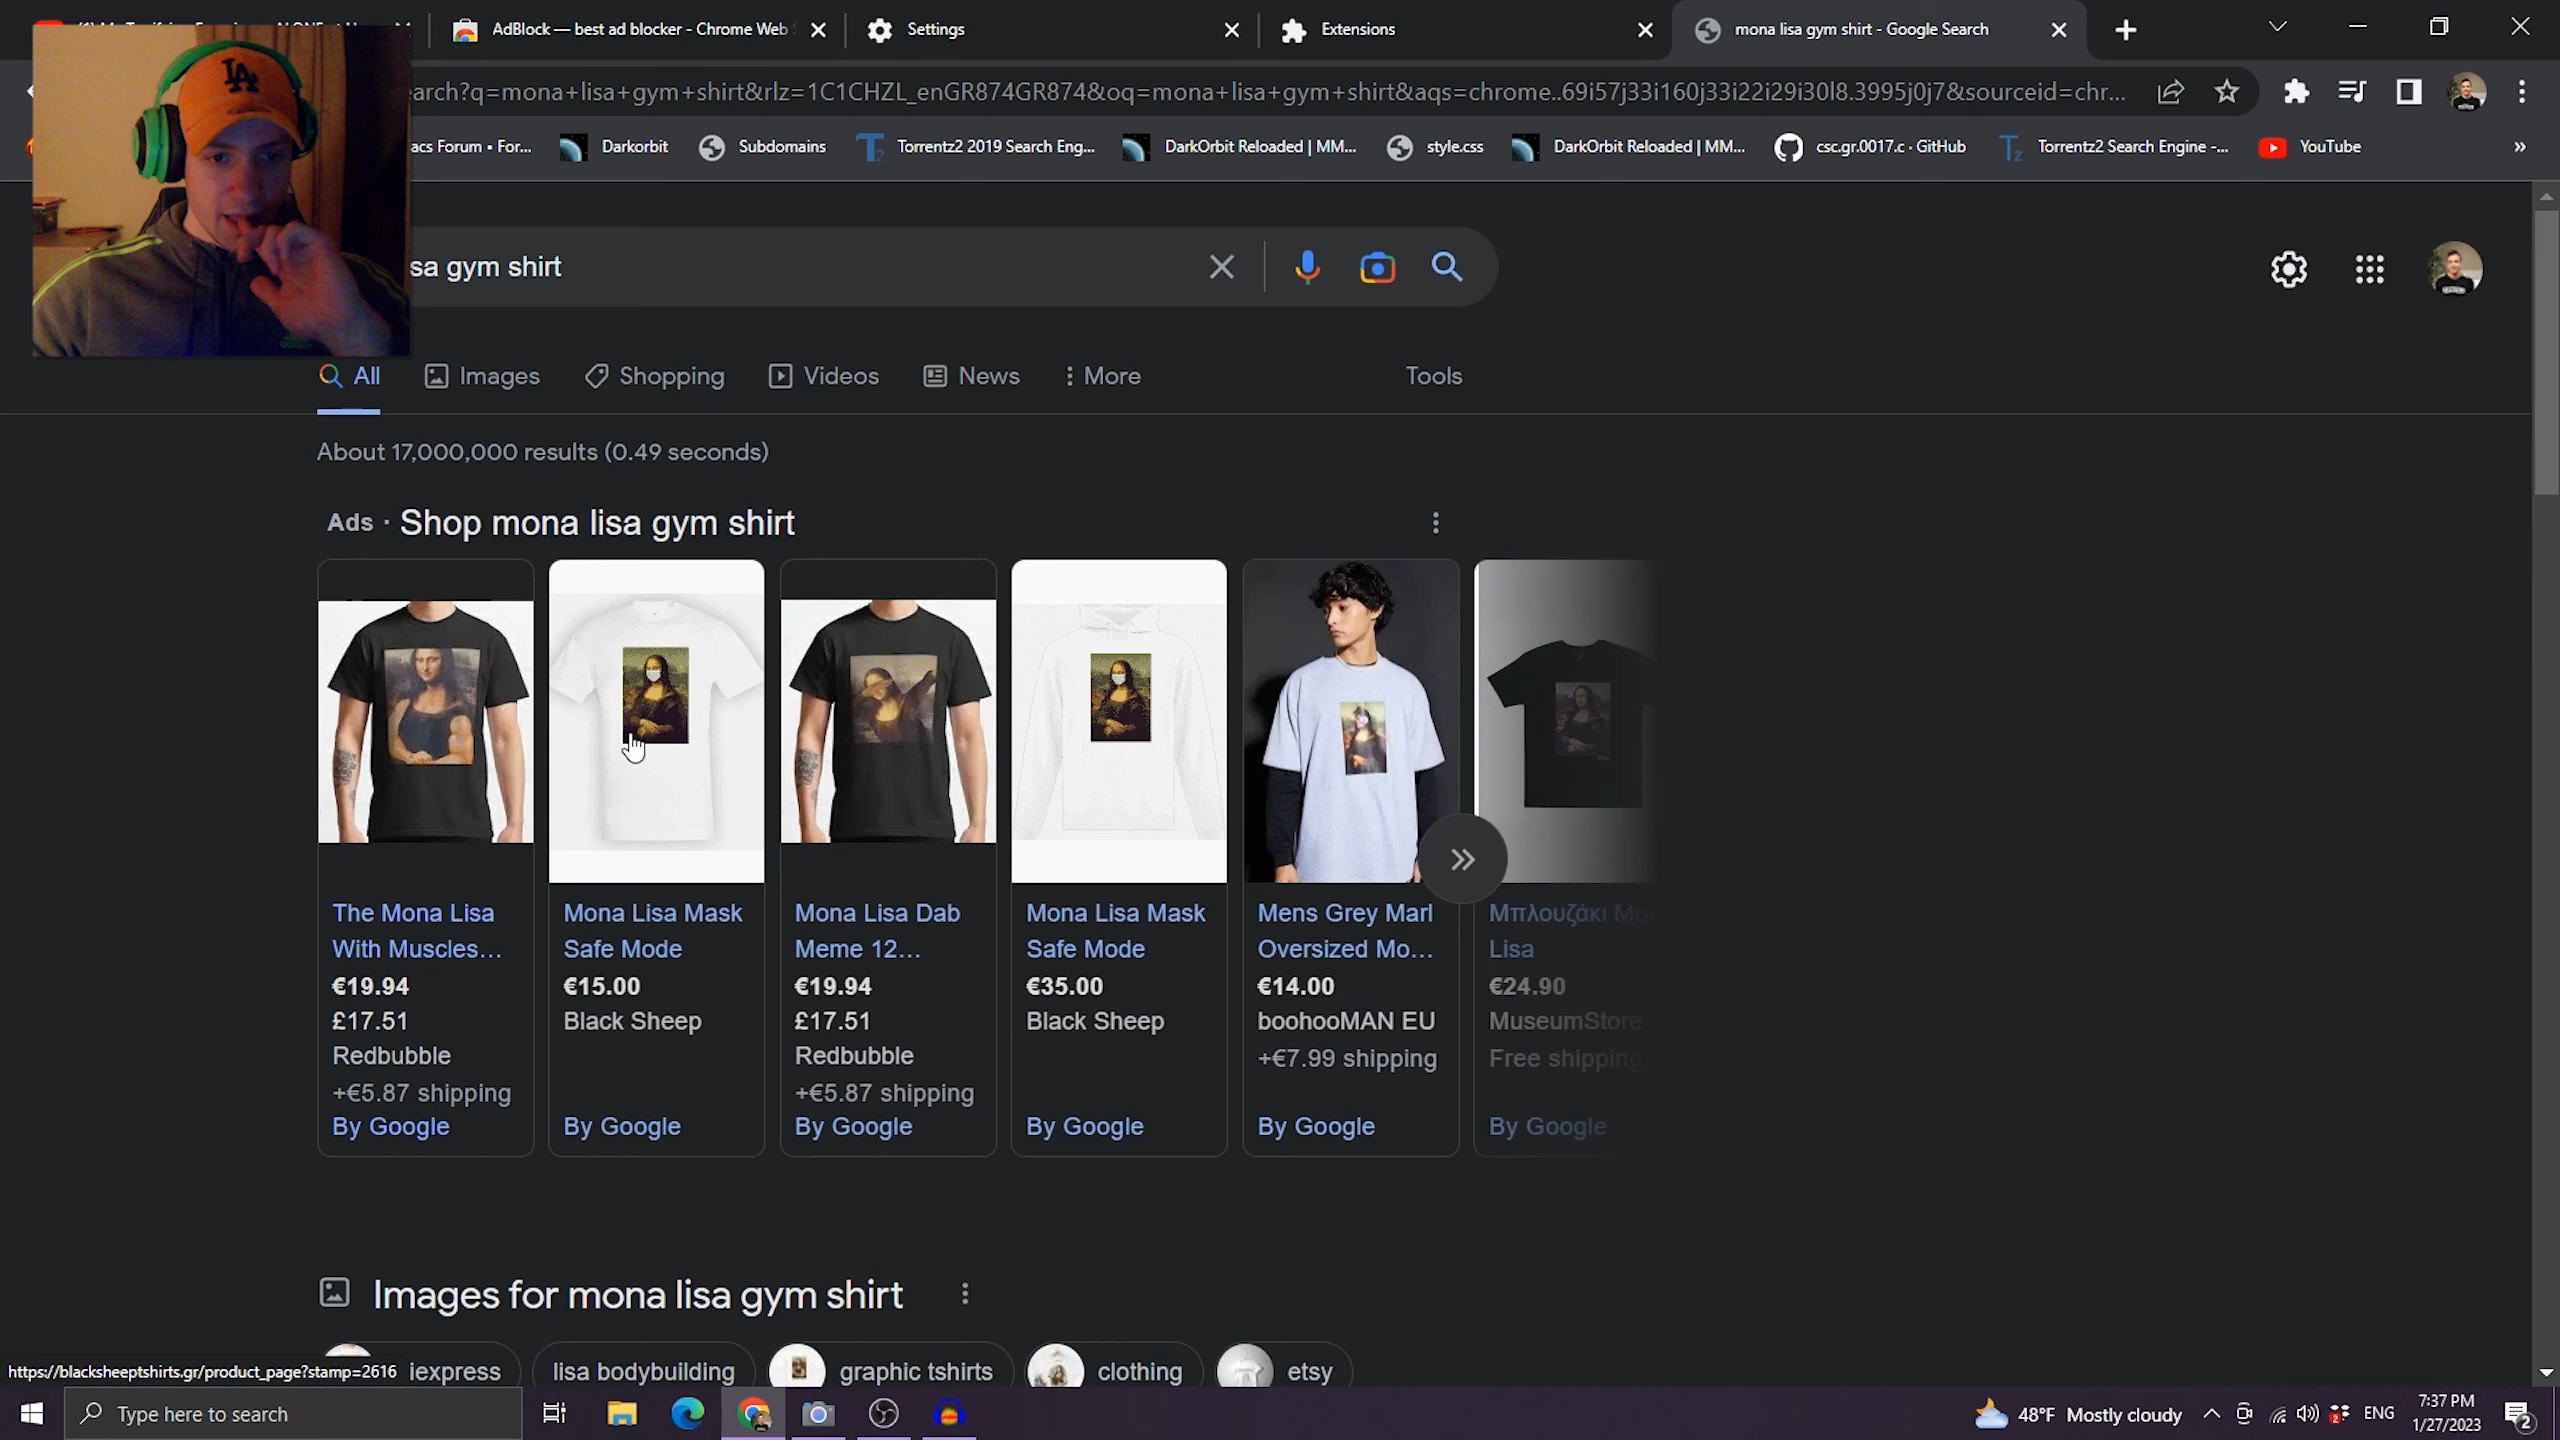 AdBlock — best ad blocker - Chrome Web
Settings
Extensions
mona lisa gym shirt - Google Search
earch?q=mona+lisa+gym+shirt&rlz=1C1CHZL_enGR874GR874&oq=mona+lisa+gym+shirt&aqs=chrome..69i57j33i160j33i22i29i30l8.3995j0j7&sourceid=chr...
acs Forum • For...
Darkorbit
Subdomains
Torrentz2 2019 Search Eng...
DarkOrbit Reloaded | MM...
style.css
DarkOrbit Reloaded | MM...
csc.gr.0017.c · GitHub
Torrentz2 Search Engine -...
YouTube
LA
sa gym shirt
All
Images
Shopping
Videos
News
More
Tools
About 17,000,000 results (0.49 seconds)
Ads · Shop mona lisa gym shirt
The Mona Lisa
With Muscles...
€19.94
£17.51
Redbubble
+€5.87 shipping
By Google
Mona Lisa Mask
Safe Mode
€15.00
Black Sheep
By Google
Mona Lisa Dab
Meme 12...
€19.94
£17.51
Redbubble
+€5.87 shipping
By Google
Mona Lisa Mask
Safe Mode
€35.00
Black Sheep
By Google
Mens Grey Marl
Oversized Mo...
€14.00
boohooMAN EU
+€7.99 shipping
By Google
Μπλουζάκι Mo
Lisa
€24.90
MuseumStore
Free shipping
By Google
Images for mona lisa gym shirt
iexpress
lisa bodybuilding
graphic tshirts
clothing
etsy
https://blacksheeptshirts.gr/product_page?stamp=2616
Type here to search
48°F Mostly cloudy
ENG
7:37 PM
1/27/2023
2